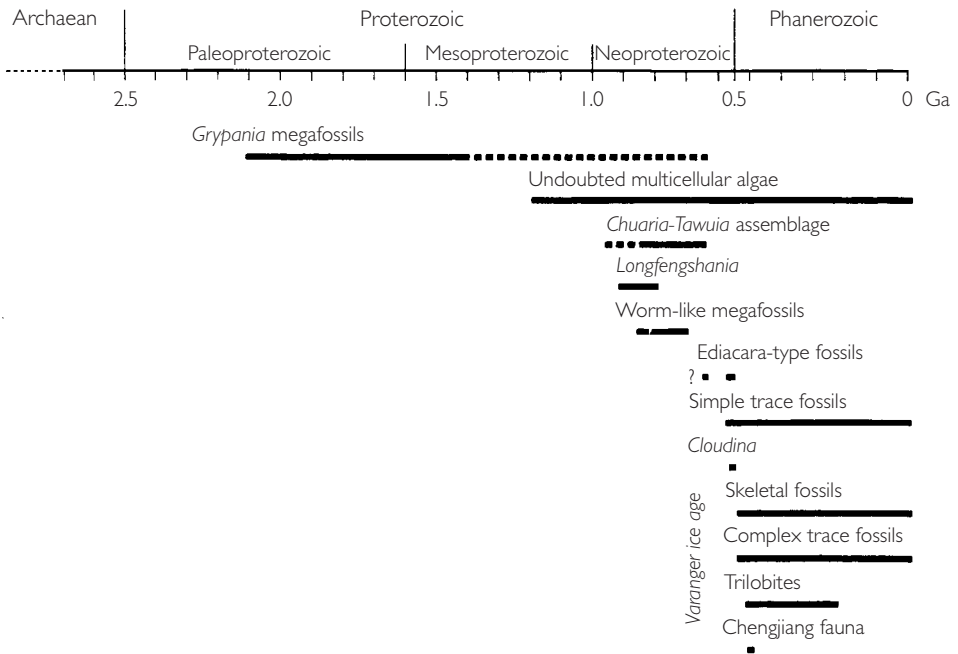 Archaean Proterozoic Phanerozoic
Paleoproterozoic Mesoproterozoic Neoproterozoic
2.5 2.0 1.5 1.0 0.5 0 Ga
Grypania megafossils
Undoubted multicellular algae
Chuaria-Tawuia assemblage
Longfengshania
Worm-like megafossils
Ediacara-type fossils
?
Simple trace fossils
Cloudina
Skeletal fossils
Varanger ice age
Complex trace fossils
Trilobites
Chengjiang fauna